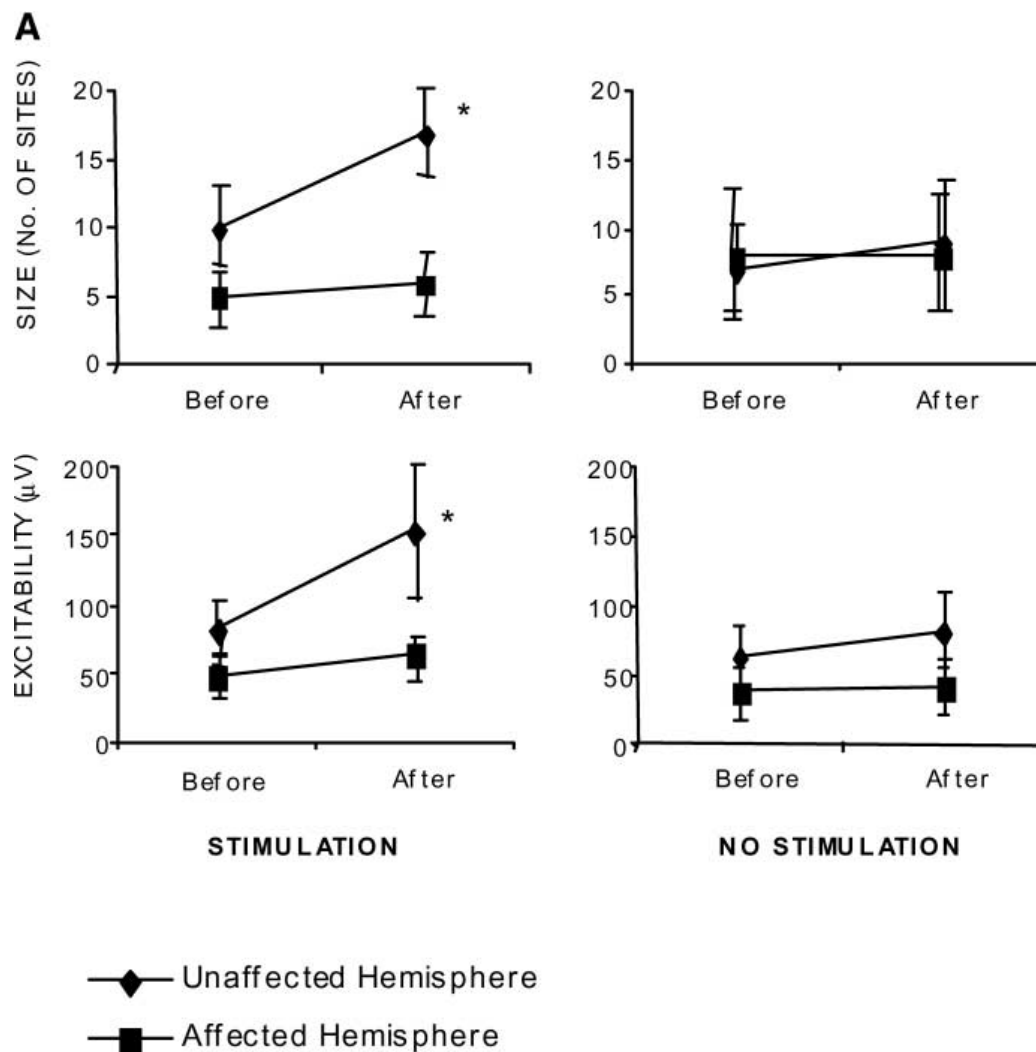 A
SIZE (No. OF SITES)
20
15
10
5
0
Before After
*
20
15
10
5
0
Before After
EXCITABILITY (µV)
200
150
100
50
0
Before After
*
200
150
100
50
0
Before After
STIMULATION
NO STIMULATION
Unaffected Hemisphere
Affected Hemisphere